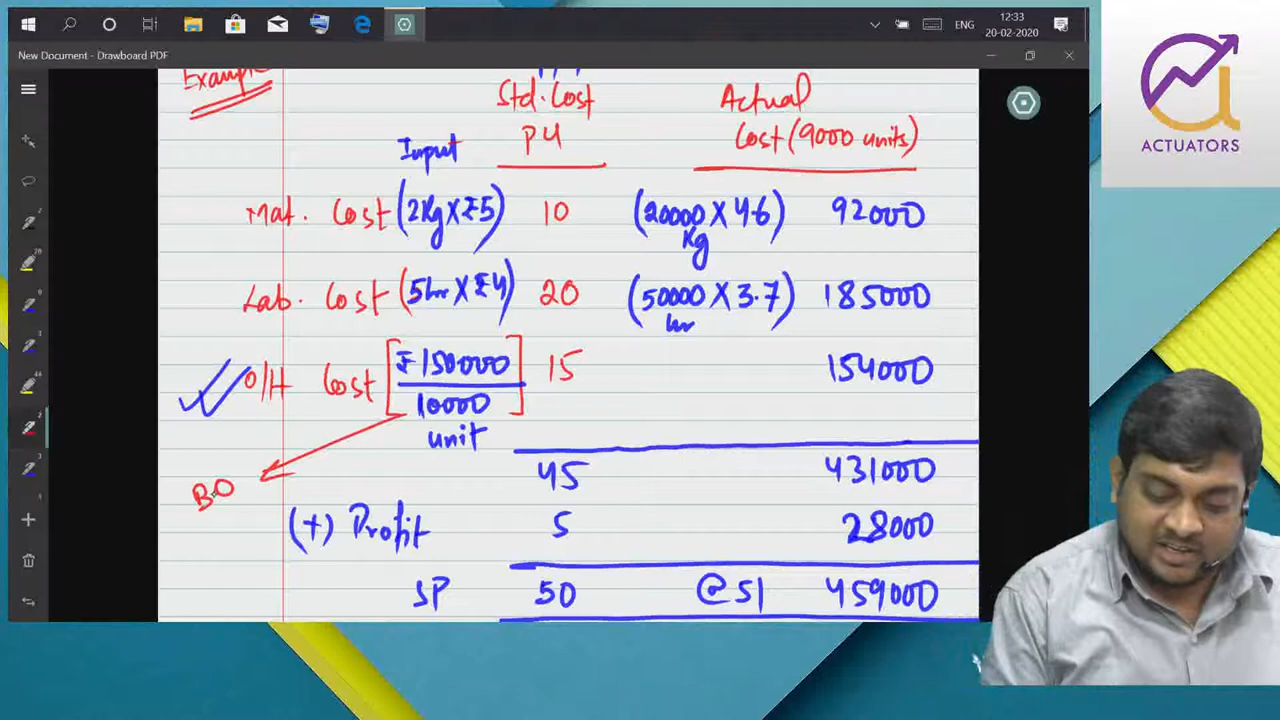 ENG
12:33
20-02-2020
New Document - Drawboard PDF
ACTUATORS
Example
Std. Cost
PU
Actual
Cost (9000 units)
Input
Mat. Cost (2Kg X ₹5) 10 (20000 X 4.6) 92000
Kg
Lab. Cost (5hr X ₹4) 20 (50000 X 3.7) 185000
hr
O/H Cost [₹150000 15 154000
10000]
unit
45 431000
BO
(+) Profit 5 28000
SP 50 @51 459000